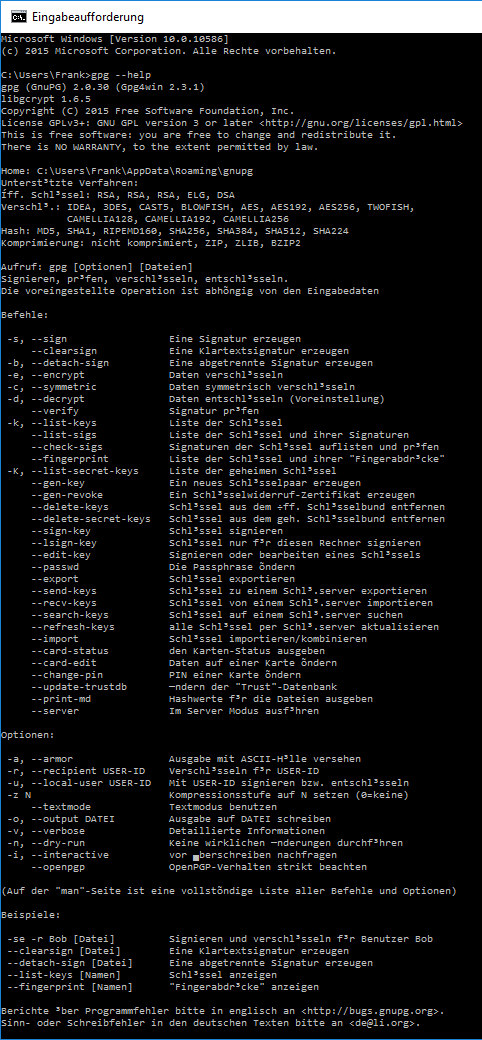 Eingabeaufforderung
Microsoft Windows [Version 10.0.10586]
(c) 2015 Microsoft Corporation. Alle Rechte vorbehalten.
C:\Users\Frank>gpg --help
gpg (GnuPG) 2.0.30 (Gpg4win 2.3.1)
libgcrypt 1.6.5
Copyright (C) 2015 Free Software Foundation, Inc.
License GPLv3+: GNU GPL version 3 or later <http://gnu.org/licenses/gpl.html>
This is free software: you are free to change and redistribute it.
There is NO WARRANTY, to the extent permitted by law.
Home: C:\Users\Frank\AppData\Roaming\gnupg
Unterst³tzte Verfahren:
Íff. Schl³ssel: RSA, RSA, RSA, ELG, DSA
Verschl³.: IDEA, 3DES, CAST5, BLOWFISH, AES, AES192, AES256, TWOFISH,
CAMELLIA128, CAMELLIA192, CAMELLIA256
Hash: MD5, SHA1, RIPEMD160, SHA256, SHA384, SHA512, SHA224
Komprimierung: nicht komprimiert, ZIP, ZLIB, BZIP2
Aufruf: gpg [Optionen] [Dateien]
Signieren, pr³fen, verschl³sseln, entschl³sseln.
Die voreingestellte Operation ist abhõngig von den Eingabedaten
Befehle:
-s, --sign Eine Signatur erzeugen
--clearsign Eine Klartextsignatur erzeugen
-b, --detach-sign Eine abgetrennte Signatur erzeugen
-e, --encrypt Daten verschl³sseln
-c, --symmetric Daten symmetrisch verschl³sseln
-d, --decrypt Daten entschl³sseln (Voreinstellung)
--verify Signatur pr³fen
-k, --list-keys Liste der Schl³ssel
--list-sigs Liste der Schl³ssel und ihrer Signaturen
--check-sigs Signaturen der Schl³ssel auflisten und pr³fen
--fingerprint Liste der Schl³ssel und ihrer "Fingerabdr³cke"
-K, --list-secret-keys Liste der geheimen Schl³ssel
--gen-key Ein neues Schl³sselpaar erzeugen
--gen-revoke Ein Schl³sselwiderruf-Zertifikat erzeugen
--delete-keys Schl³ssel aus dem ÷ff. Schl³sselbund entfernen
--delete-secret-keys Schl³ssel aus dem geh. Schl³sselbund entfernen
--sign-key Schl³ssel signieren
--lsign-key Schl³ssel nur f³r diesen Rechner signieren
--edit-key Signieren oder bearbeiten eines Schl³ssels
--passwd Die Passphrase õndern
--export Schl³ssel exportieren
--send-keys Schl³ssel zu einem Schl³.server exportieren
--recv-keys Schl³ssel von einem Schl³.server importieren
--search-keys Schl³ssel auf einem Schl³.server suchen
--refresh-keys alle Schl³ssel per Schl³.server aktualisieren
--import Schl³ssel importieren/kombinieren
--card-status den Karten-Status ausgeben
--card-edit Daten auf einer Karte õndern
--change-pin PIN einer Karte õndern
--update-trustdb ─ndern der "Trust"-Datenbank
--print-md Hashwerte f³r die Dateien ausgeben
--server Im Server Modus ausf³hren
Optionen:
-a, --armor Ausgabe mit ASCII-H³lle versehen
-r, --recipient USER-ID Verschl³sseln f³r USER-ID
-u, --local-user USER-ID Mit USER-ID signieren bzw. entschl³sseln
-z N Kompressionsstufe auf N setzen (0=keine)
--textmode Textmodus benutzen
-o, --output DATEI Ausgabe auf DATEI schreiben
-v, --verbose Detaillierte Informationen
-n, --dry-run Keine wirklichen ─nderungen durchf³hren
-i, --interactive vor ▄berschreiben nachfragen
--openpgp OpenPGP-Verhalten strikt beachten
(Auf der "man"-Seite ist eine vollstõndige Liste aller Befehle und Optionen)
Beispiele:
-se -r Bob [Datei] Signieren und verschl³sseln f³r Benutzer Bob
--clearsign [Datei] Eine Klartextsignatur erzeugen
--detach-sign [Datei] Eine abgetrennte Signatur erzeugen
--list-keys [Namen] Schl³ssel anzeigen
--fingerprint [Namen] "Fingerabdr³cke" anzeigen
Berichte ³ber Programmfehler bitte in englisch an <http://bugs.gnupg.org>.
Sinn- oder Schreibfehler in den deutschen Texten bitte an <de@li.org>.